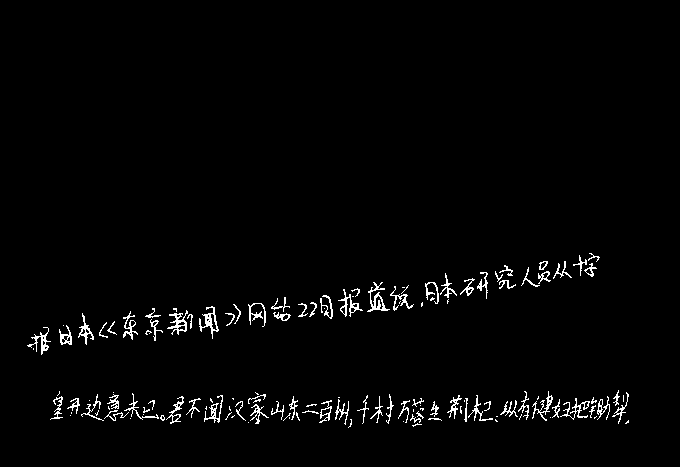 据日本《东京新闻》网站22日报道说,日本研究人员从中
皇开边意未已。君不闻汉家山东二百州,千村万落生荆杞、纵有健妇把锄犁,